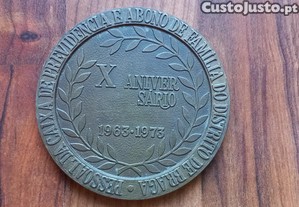 CustoJusto.pt
PESSOAL DA CAIXA DE PREVIDENCIA E ABONO DE FAMILIA DO DISTRITO DE BRAGA
X ANIVER
SARIO
1963-1973